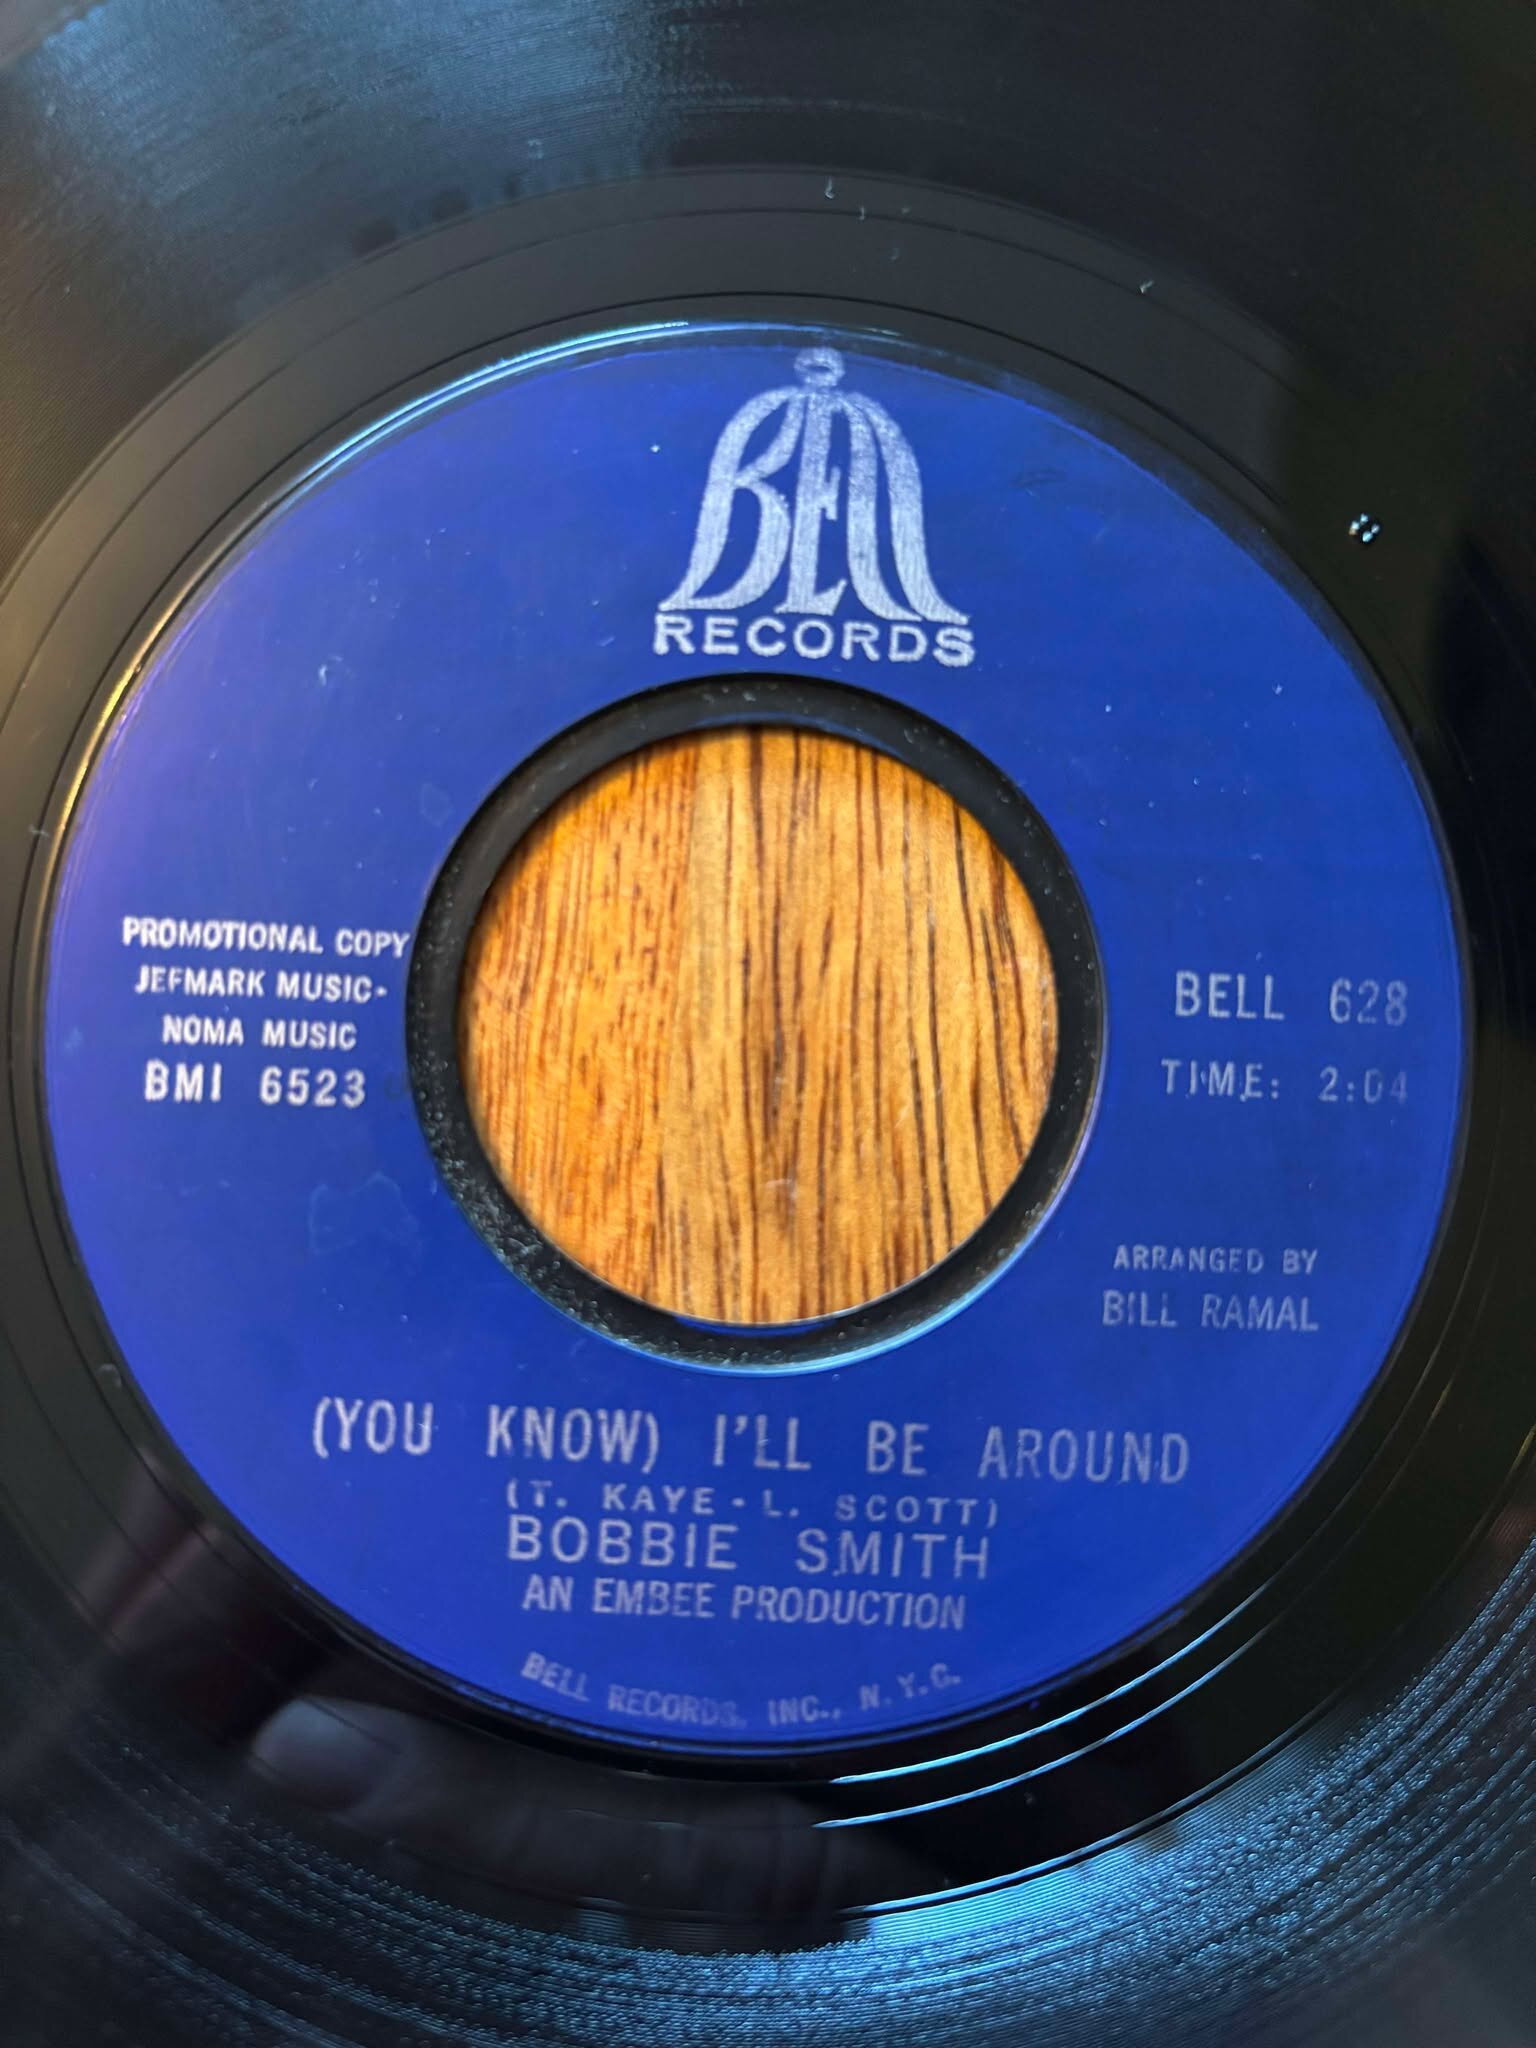 BELL
RECORDS
PROMOTIONAL COPY
JEFMARK MUSIC-
NOMA MUSIC
BMI 6523
BELL 628
TIME: 2:04
ARRANGED BY
BILL RAMAL
(YOU KNOW) I'LL BE AROUND
(T. KAYE - L. SCOTT)
BOBBIE SMITH
AN EMBEE PRODUCTION
BELL RECORDS, INC., N.Y.C.